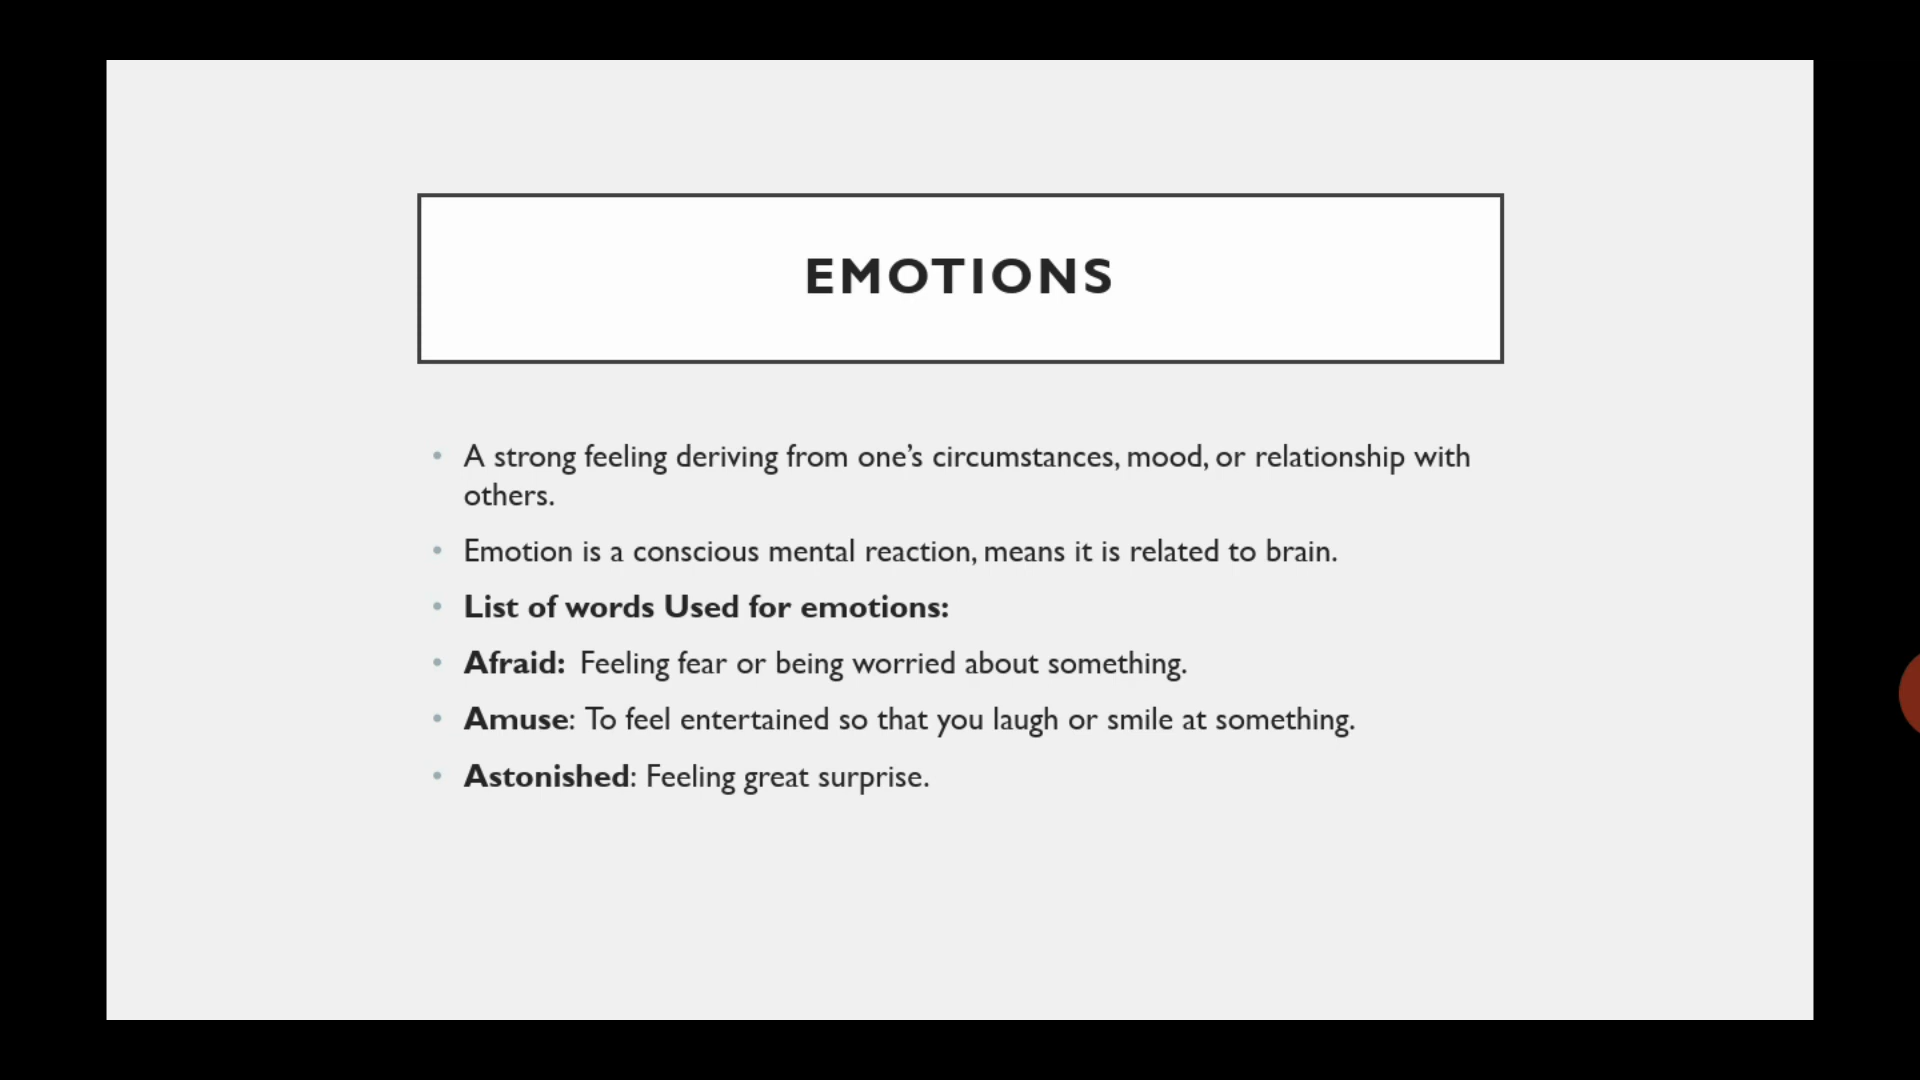 EMOTIONS
• A strong feeling deriving from one’s circumstances, mood, or relationship with
others.
• Emotion is a conscious mental reaction, means it is related to brain.
• List of words Used for emotions:
• Afraid: Feeling fear or being worried about something.
• Amuse: To feel entertained so that you laugh or smile at something.
• Astonished: Feeling great surprise.